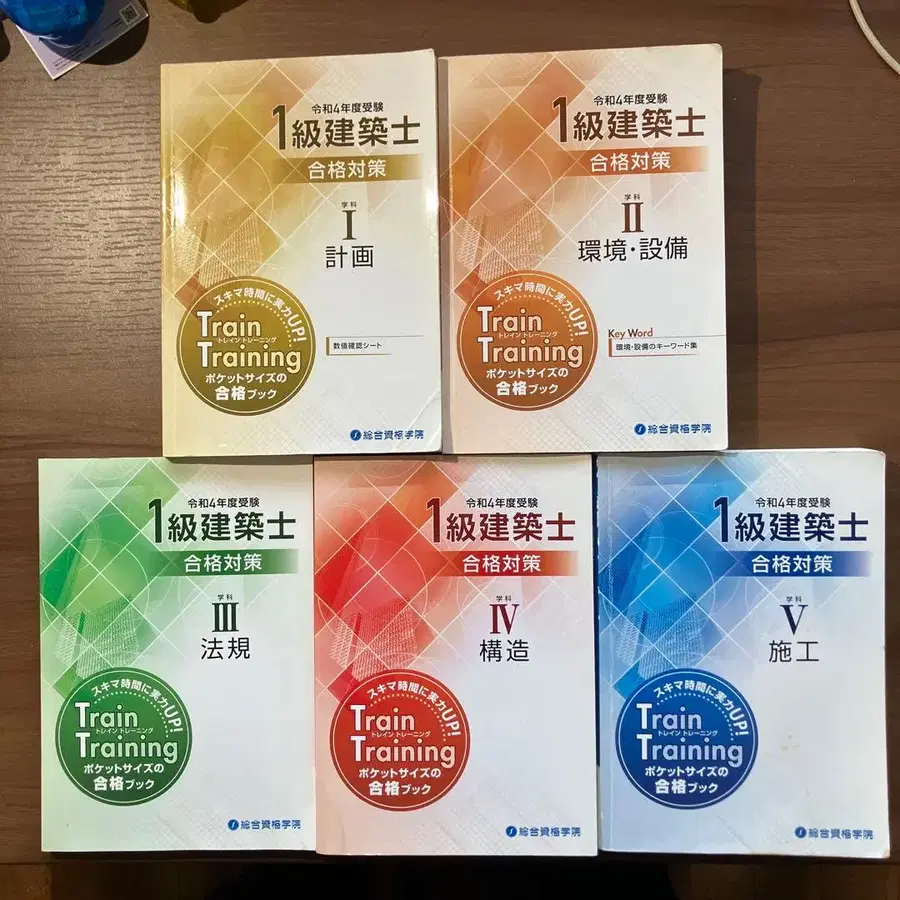 令和4年度受験
1級建築士
合格対策
学科
I
計画
スキマ時間に実力UP!
Train
トレイン トレーニング
Training
ポケットサイズの
合格ブック
数値確認シート
総合資格学院
令和4年度受験
1級建築士
合格対策
学科
II
環境・設備
スキマ時間に実力UP!
Train
トレイン トレーニング
Training
ポケットサイズの
合格ブック
Key Word
環境・設備のキーワード集
総合資格学院
令和4年度受験
1級建築士
合格対策
学科
III
法規
スキマ時間に実力UP!
Train
トレイン トレーニング
Training
ポケットサイズの
合格ブック
総合資格学院
令和4年度受験
1級建築士
合格対策
学科
IV
構造
スキマ時間に実力UP!
Train
トレイン トレーニング
Training
ポケットサイズの
合格ブック
総合資格学院
令和4年度受験
1級建築士
合格対策
学科
V
施工
スキマ時間に実力UP!
Train
トレイン トレーニング
Training
ポケットサイズの
合格ブック
総合資格学院